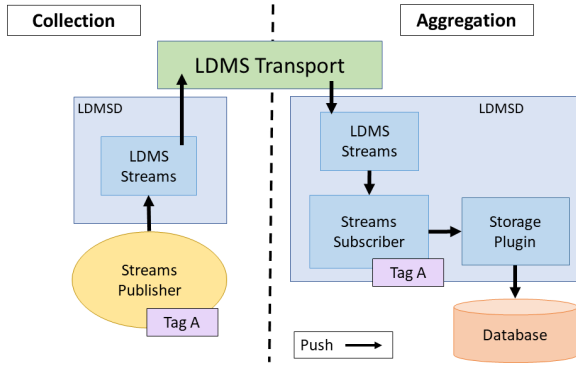 Collection
Aggregation
LDMS Transport
LDMSD
LDMS
Streams
Streams
Publisher
Tag A
LDMSD
LDMS
Streams
Streams
Subscriber
Tag A
Storage
Plugin
Database
Push